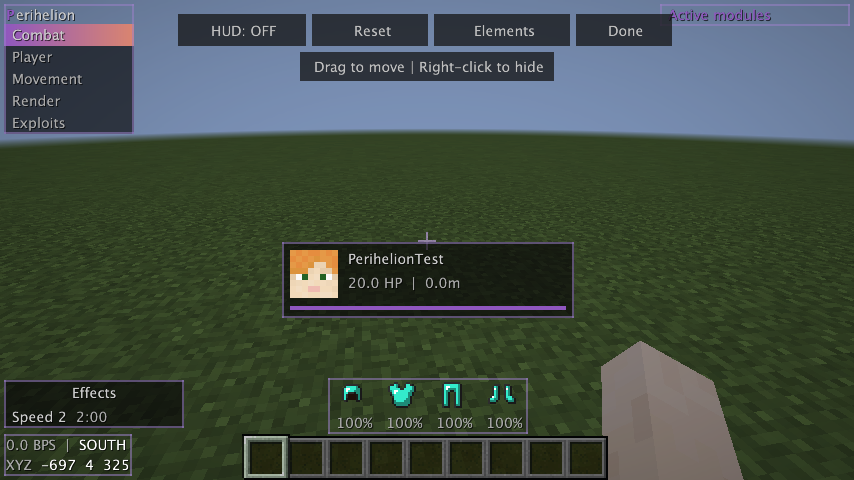 Perihelion
Combat
Player
Movement
Render
Exploits
HUD: OFF
Reset
Elements
Done
Drag to move | Right-click to hide
Active modules
PerihelionTest
20.0 HP | 0.0m
Effects
Speed 2 2:00
0.0 BPS | SOUTH
XYZ -697 4 325
100% 100% 100% 100%